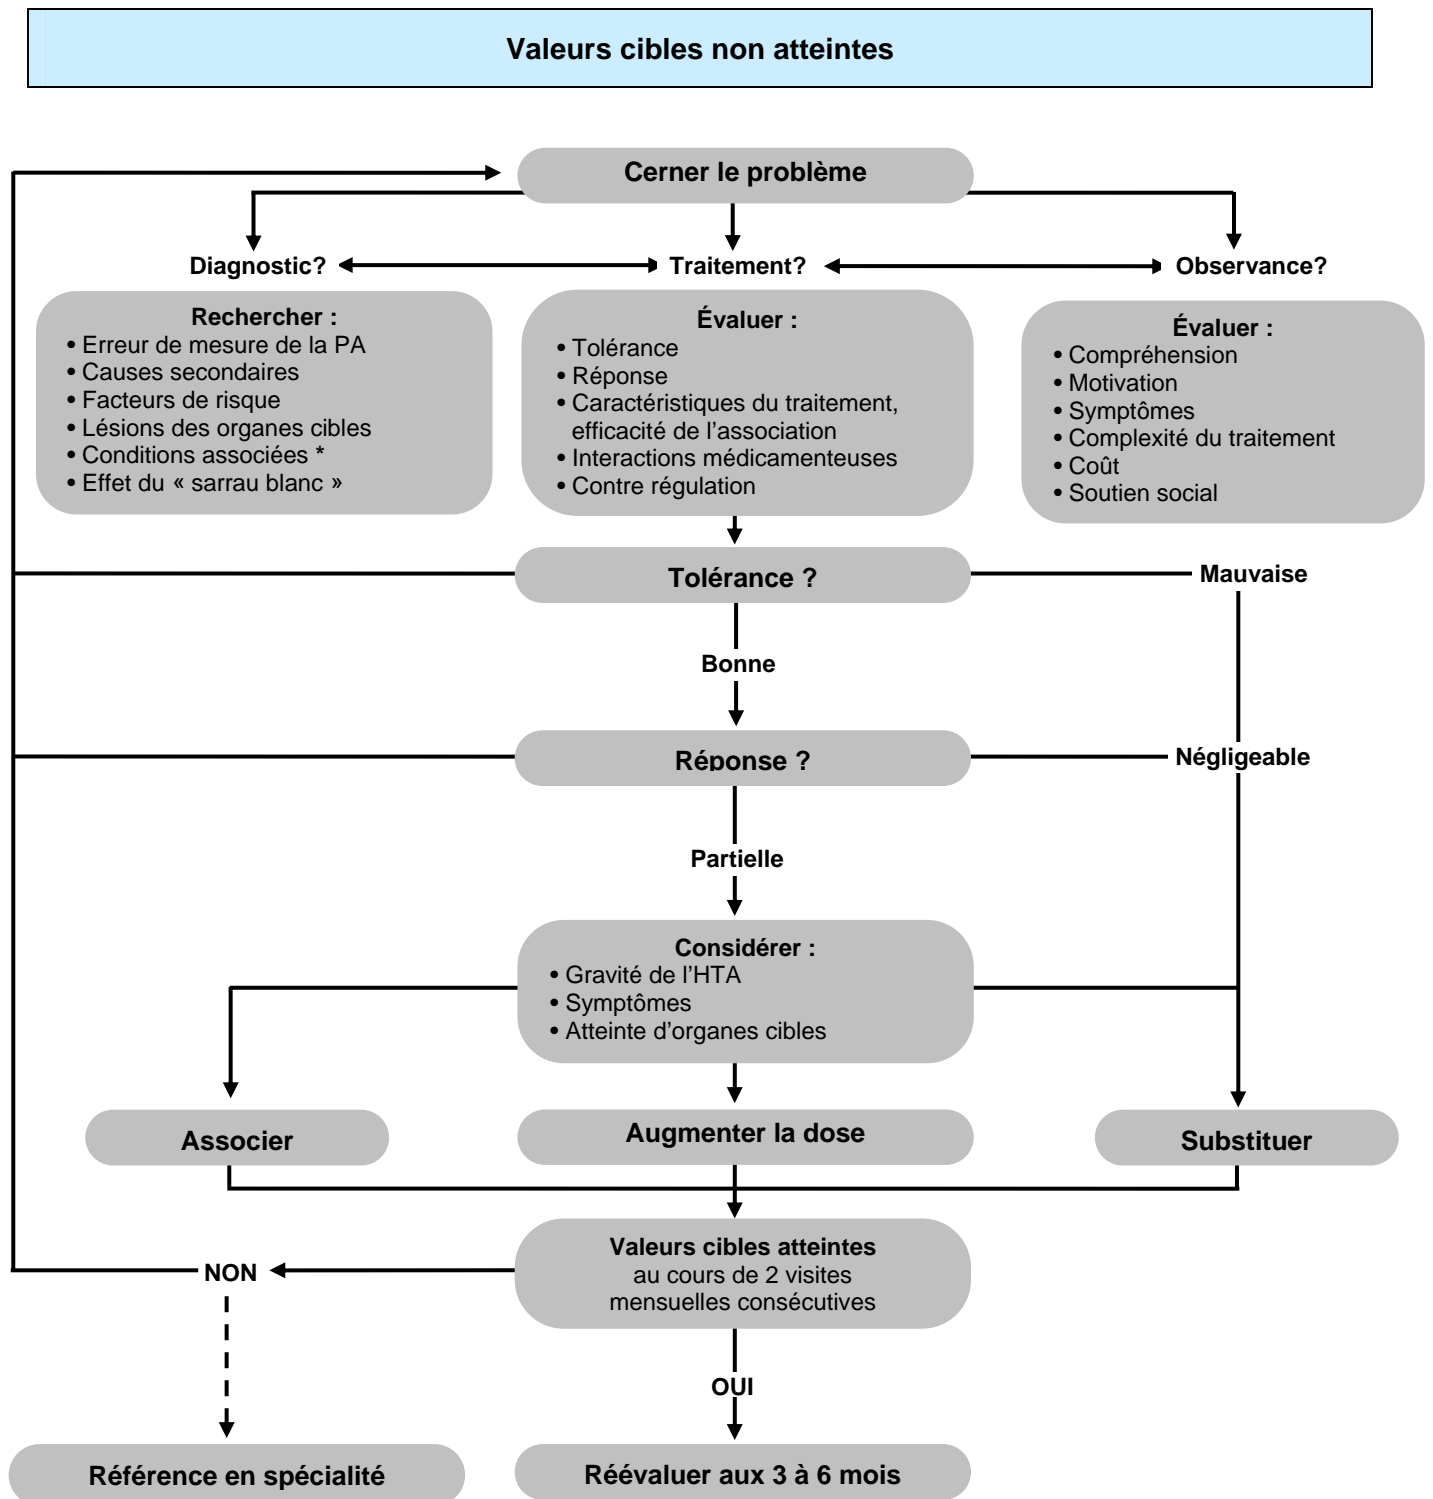 Valeurs cibles non atteintes
Cerner le problème
Diagnostic?
Traitement?
Observance?
Rechercher :
• Erreur de mesure de la PA
• Causes secondaires
• Facteurs de risque
• Lésions des organes cibles
• Conditions associées *
• Effet du « sarrau blanc »
Évaluer :
• Tolérance
• Réponse
• Caractéristiques du traitement,
efficacité de l'association
• Interactions médicamenteuses
• Contre régulation
Évaluer :
• Compréhension
• Motivation
• Symptômes
• Complexité du traitement
• Coût
• Soutien social
Tolérance ?
Mauvaise
Bonne
Réponse ?
Négligeable
Partielle
Considérer :
• Gravité de l'HTA
• Symptômes
• Atteinte d'organes cibles
Associer
Augmenter la dose
Substituer
Valeurs cibles atteintes
au cours de 2 visites
mensuelles consécutives
NON
OUI
Référence en spécialité
Réévaluer aux 3 à 6 mois